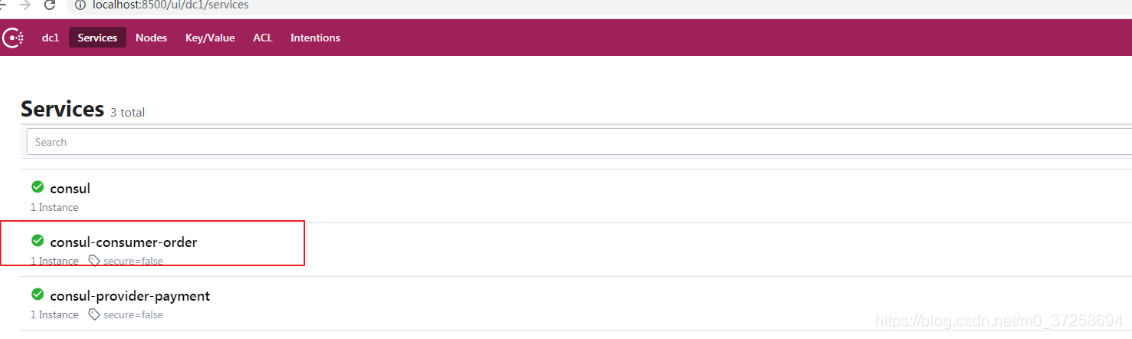 localhost:8500/ui/dc1/services
dc1 Services Nodes Key/Value ACL Intentions
Services 3 total
Search
consul
1 Instance
consul-consumer-order
1 Instance secure=false
consul-provider-payment
1 Instance secure=false
https://blog.csdn.net/m0_37258694